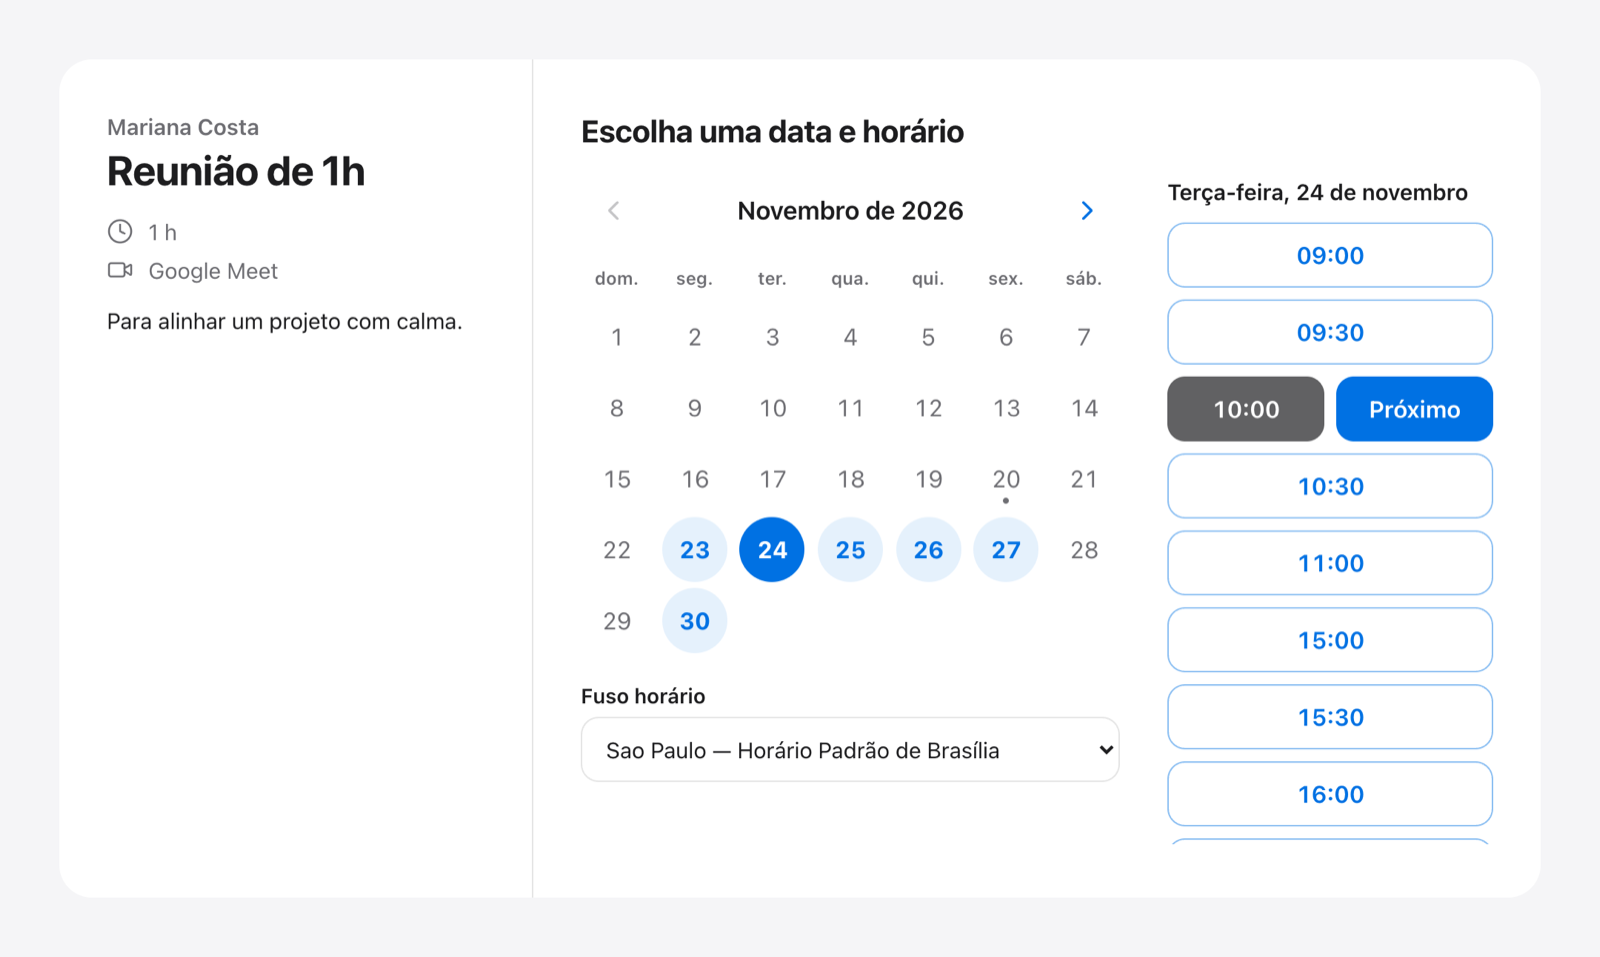 Mariana Costa
Reunião de 1h
1 h
Google Meet
Para alinhar um projeto com calma.
Escolha uma data e horário
Novembro de 2026
dom. seg. ter. qua. qui. sex. sáb.
1 2 3 4 5 6 7
8 9 10 11 12 13 14
15 16 17 18 19 20 21
22 23 24 25 26 27 28
29 30
Fuso horário
Sao Paulo — Horário Padrão de Brasília
Terça-feira, 24 de novembro
09:00
09:30
10:00 Próximo
10:30
11:00
15:00
15:30
16:00